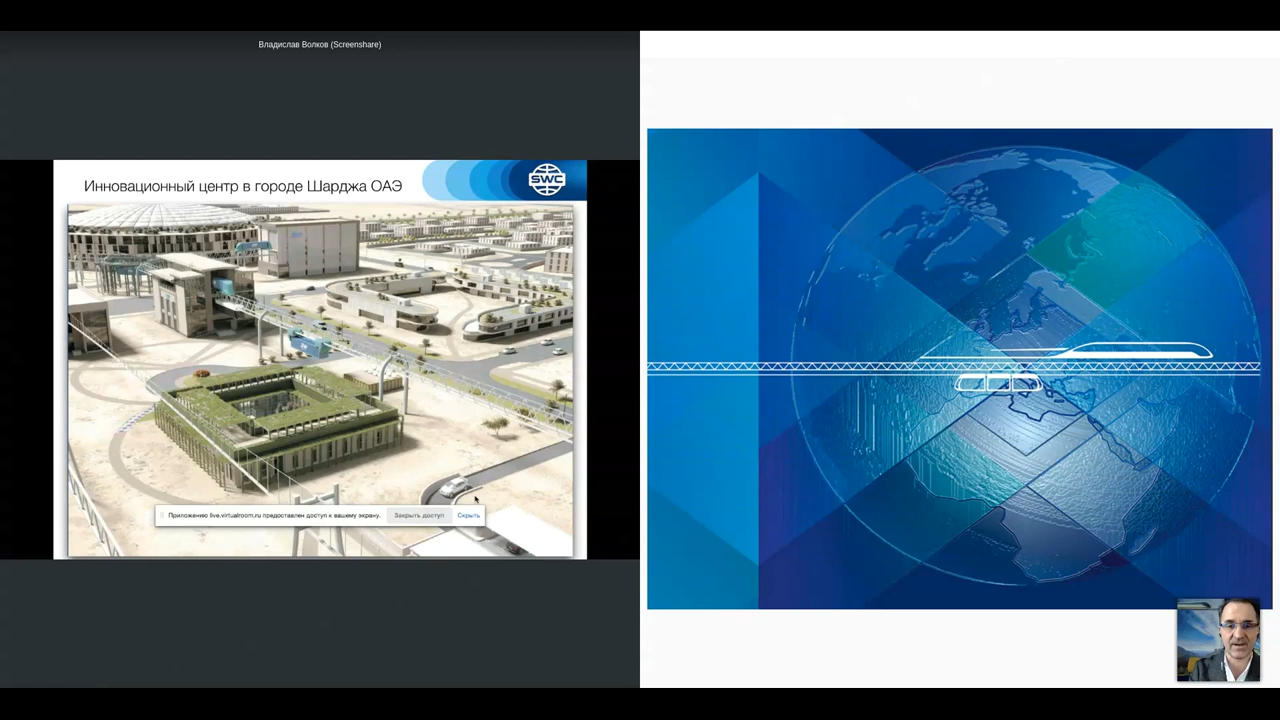 Владислав Волков (Screenshare)
Инновационный центр в городе Шарджа ОАЭ
SWC
Приложению live.virtualroom.ru предоставлен доступ к вашему экрану.
Закрыть доступ
Скрыть